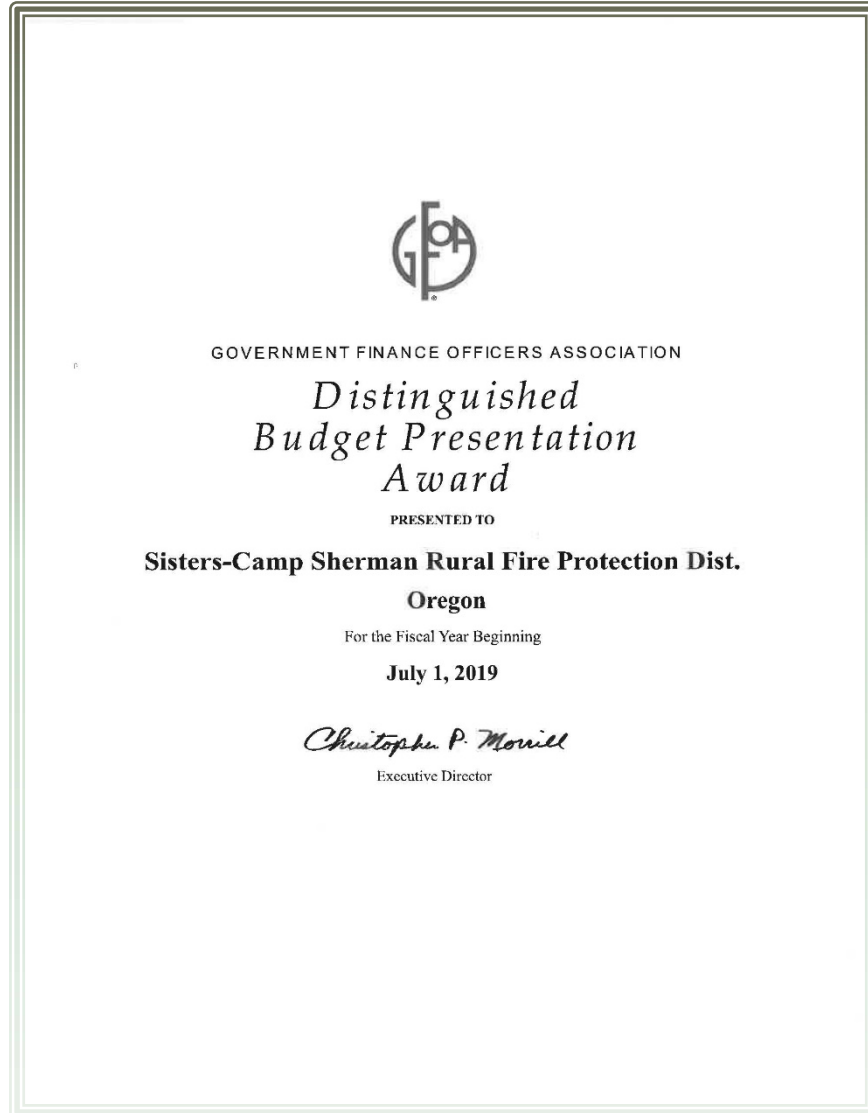 GFOA
GOVERNMENT FINANCE OFFICERS ASSOCIATION
Distinguished
Budget Presentation
Award
PRESENTED TO
Sisters-Camp Sherman Rural Fire Protection Dist.
Oregon
For the Fiscal Year Beginning
July 1, 2019
Christopher P. Morrill
Executive Director